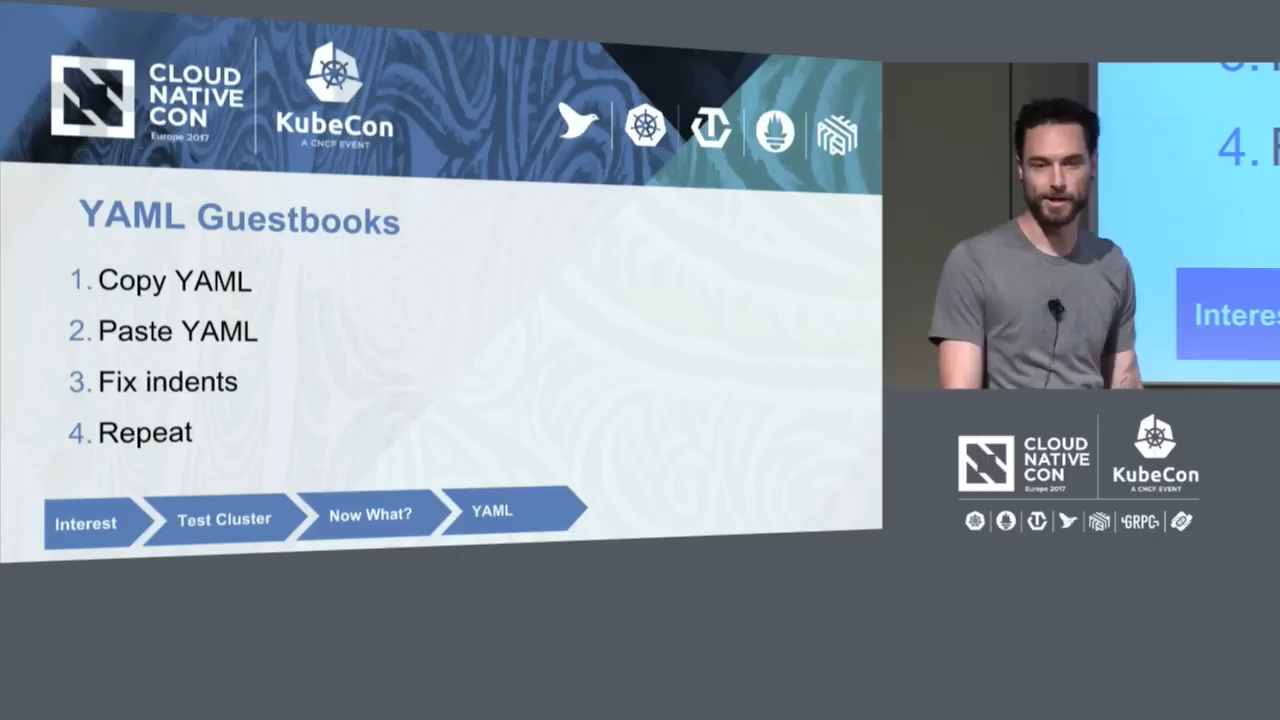 CLOUD
NATIVE
CON
Europe 2017
KubeCon
A CNCF EVENT
YAML Guestbooks
1. Copy YAML
2. Paste YAML
3. Fix indents
4. Repeat
Interest
Test Cluster
Now What?
YAML
4.
Interes
CLOUD
NATIVE
CON
Europe 2017
KubeCon
A CNCF EVENT
GRPC